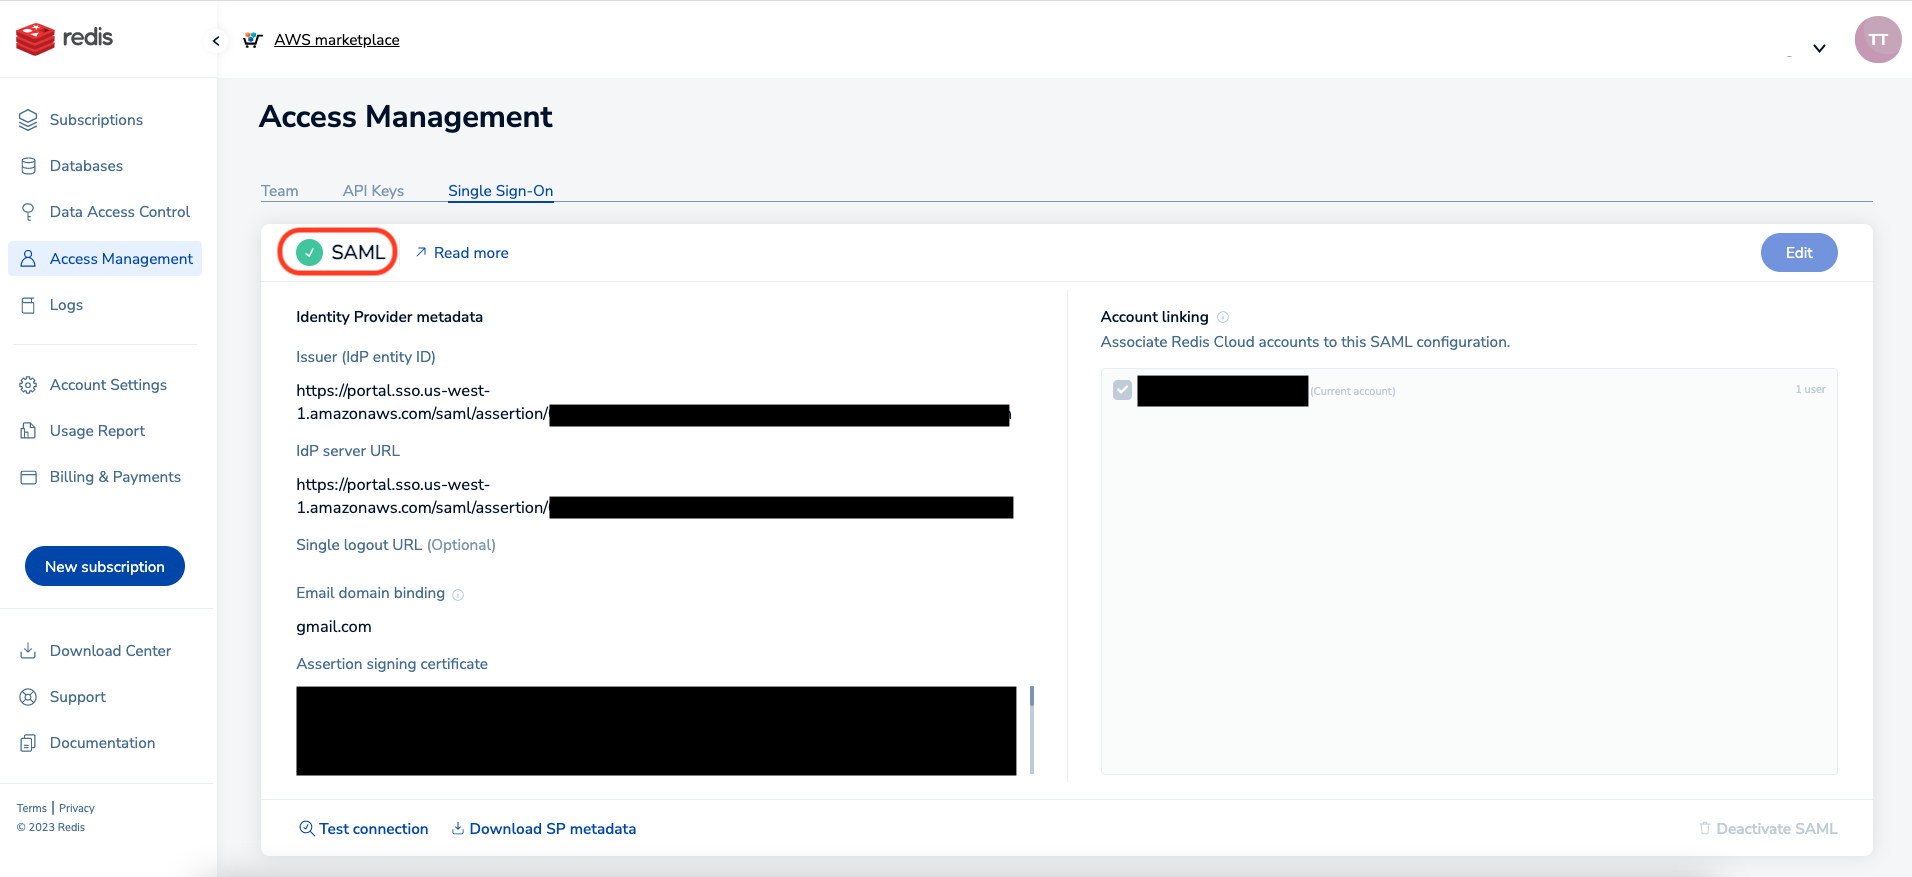 redis
AWS marketplace
TT
Subscriptions
Databases
Data Access Control
Access Management
Logs
Account Settings
Usage Report
Billing & Payments
New subscription
Download Center
Support
Documentation
Terms | Privacy
© 2023 Redis
Access Management
Team
API Keys
Single Sign-On
SAML
Read more
Edit
Identity Provider metadata
Issuer (IdP entity ID)
https://portal.sso.us-west-
1.amazonaws.com/saml/assertion/
IdP server URL
https://portal.sso.us-west-
1.amazonaws.com/saml/assertion/
Single logout URL (Optional)
Email domain binding
gmail.com
Assertion signing certificate
Account linking
Associate Redis Cloud accounts to this SAML configuration.
(Current account)
1 user
Test connection
Download SP metadata
Deactivate SAML